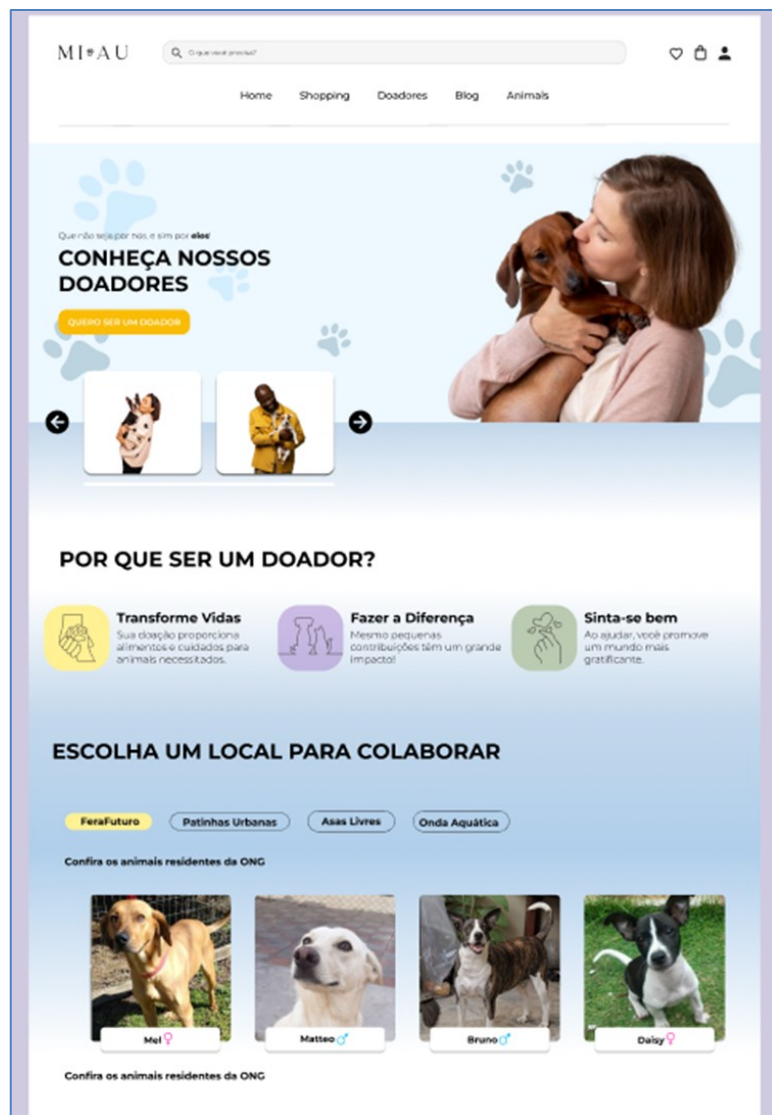 MI AU
O que você precisa?
Home Shopping Doadores Blog Animais
Que não seja por nós, e sim por elos!
CONHEÇA NOSSOS
DOADORES
QUERO SER UM DOADOR
POR QUE SER UM DOADOR?
Transforme Vidas
Sua doação proporciona
alimentos e cuidados para
animais necessitados.
Fazer a Diferença
Mesmo pequenas
contribuições têm um grande
impacto!
Sinta-se bem
Ao ajudar, você promove
um mundo mais
gratificante.
ESCOLHA UM LOCAL PARA COLABORAR
FeraFuturo Patinhas Urbanas Asas Livres Onda Aquática
Confira os animais residentes da ONG
Mel♀ Matteo♂ Bruno♂ Daisy♀
Confira os animais residentes da ONG